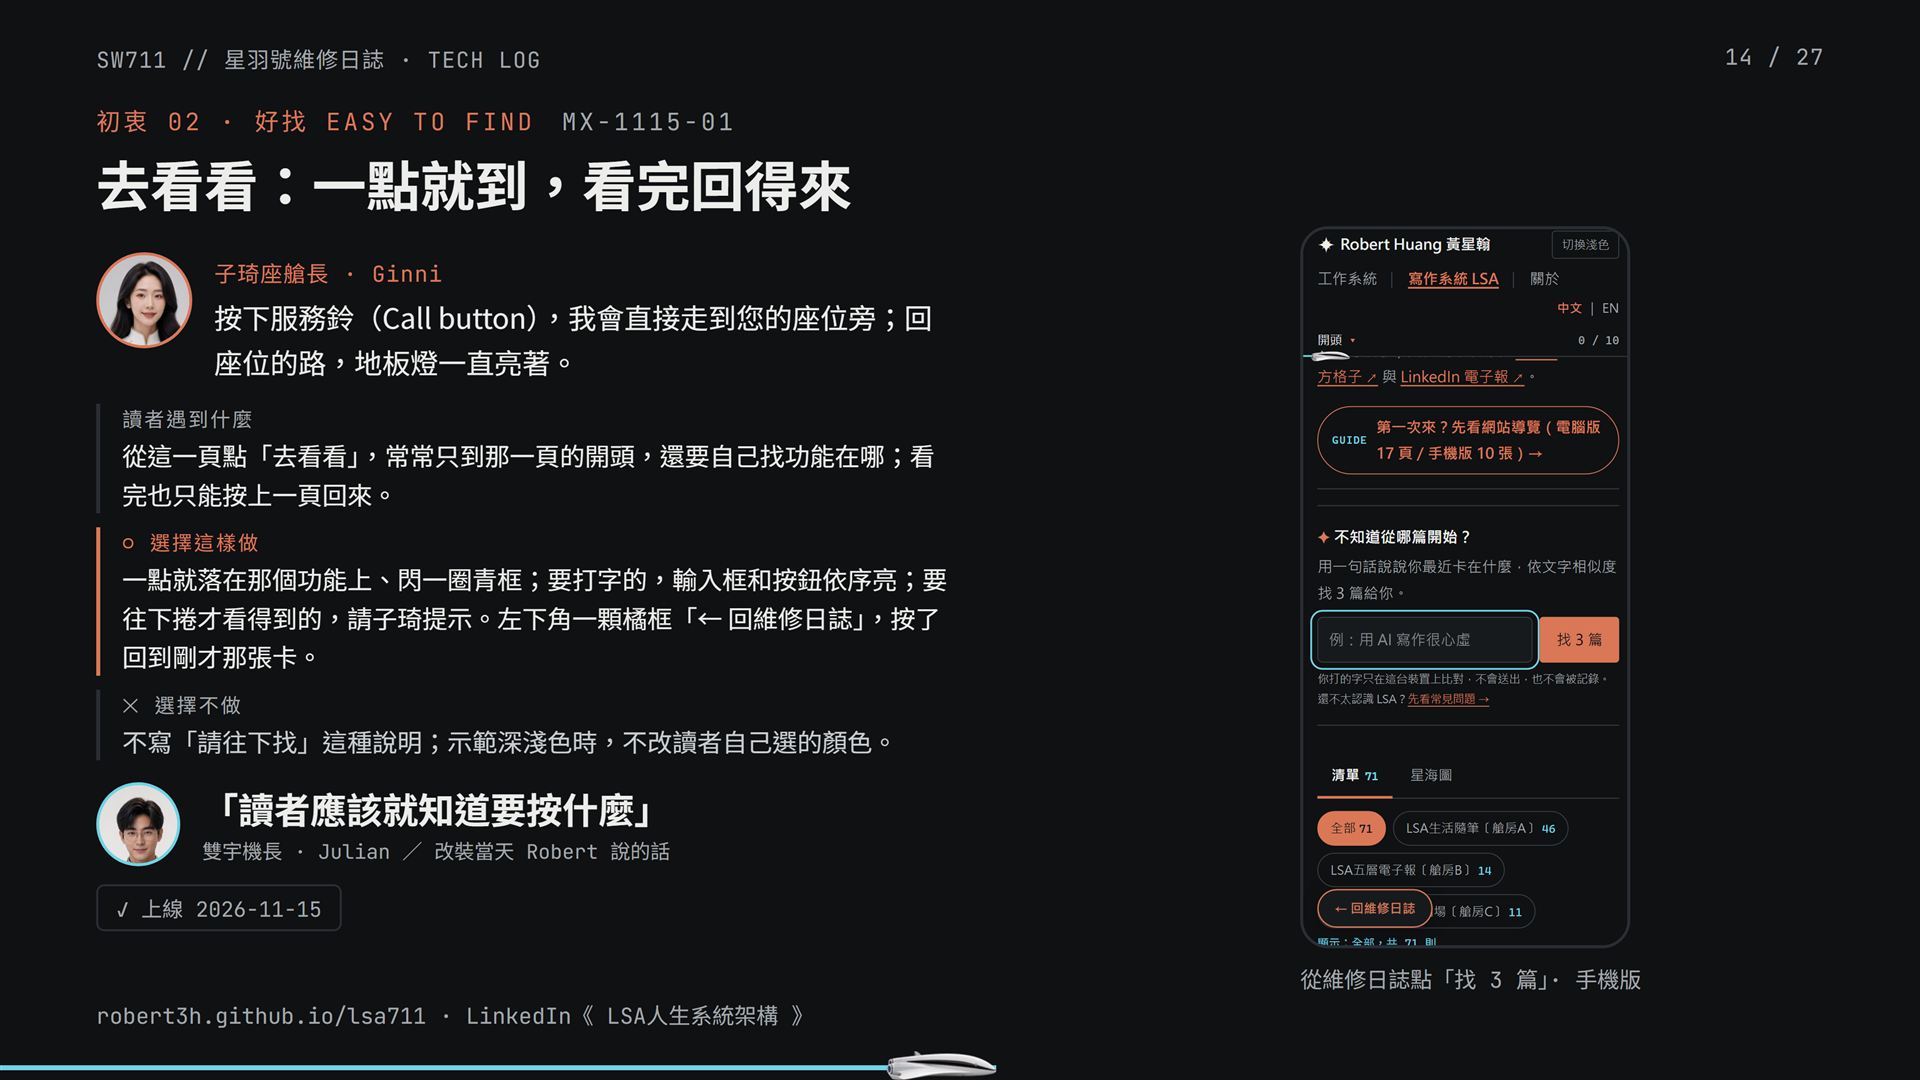 SW711 // 星羽號維修日誌 · TECH LOG
14 / 27
初衷 02 · 好找 EASY TO FIND MX-1115-01
去看看：一點就到，看完回得來
子琦座艙長 · Ginni
按下服務鈴（Call button），我會直接走到您的座位旁；回
座位的路，地板燈一直亮著。
讀者遇到什麼
從這一頁點「去看看」，常常只到那一頁的開頭，還要自己找功能在哪；看
完也只能按上一頁回來。
○ 選擇這樣做
一點就落在那個功能上、閃一圈青框；要打字的，輸入框和按鈕依序亮；要
往下捲才看得到的，請子琦提示。左下角一顆橘框「← 回維修日誌」，按了
回到剛才那張卡。
╳ 選擇不做
不寫「請往下找」這種說明；示範深淺色時，不改讀者自己選的顏色。
「讀者應該就知道要按什麼」
雙宇機長 · Julian ／ 改裝當天 Robert 說的話
✓ 上線 2026-11-15
robert3h.github.io/lsa711 · LinkedIn《 LSA人生系統架構 》
✦ Robert Huang 黃星翰
切換淺色
工作系統 | 寫作系統 LSA | 關於
中文 | EN
開頭 ▾
0 / 10
方格子 ↗ 與 LinkedIn 電子報 ↗。
GUIDE 第一次來？先看網站導覽（電腦版
17 頁 / 手機版 10 張）→
✦ 不知道從哪篇開始？
用一句話說說你最近卡在什麼，依文字相似度
找 3 篇給你。
例：用 AI 寫作很心虛
找 3 篇
你打的字只在這台裝置上比對，不會送出，也不會被記錄。
還不太認識 LSA？先看常見問題 →
清單 71
星海圖
全部 71
LSA生活隨筆〔艙房A〕 46
LSA五層電子報〔艙房B〕 14
← 回維修日誌
場〔艙房C〕 11
顯示：全部，共 71 則
從維修日誌點「找 3 篇」· 手機版